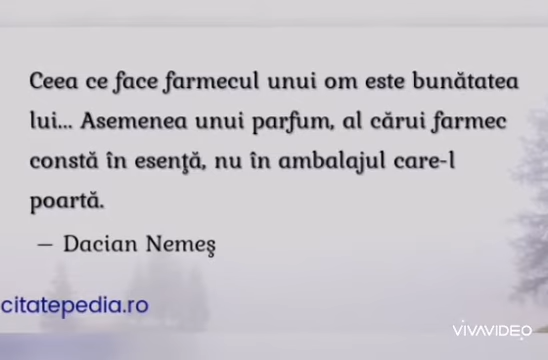 Ceea ce face farmecul unui om este bunătatea
lui... Asemenea unui parfum, al cărui farmec
constă în esenţă, nu în ambalajul care-l
poartă.
— Dacian Nemeş
citatepedia.ro
VIVAVIDEO